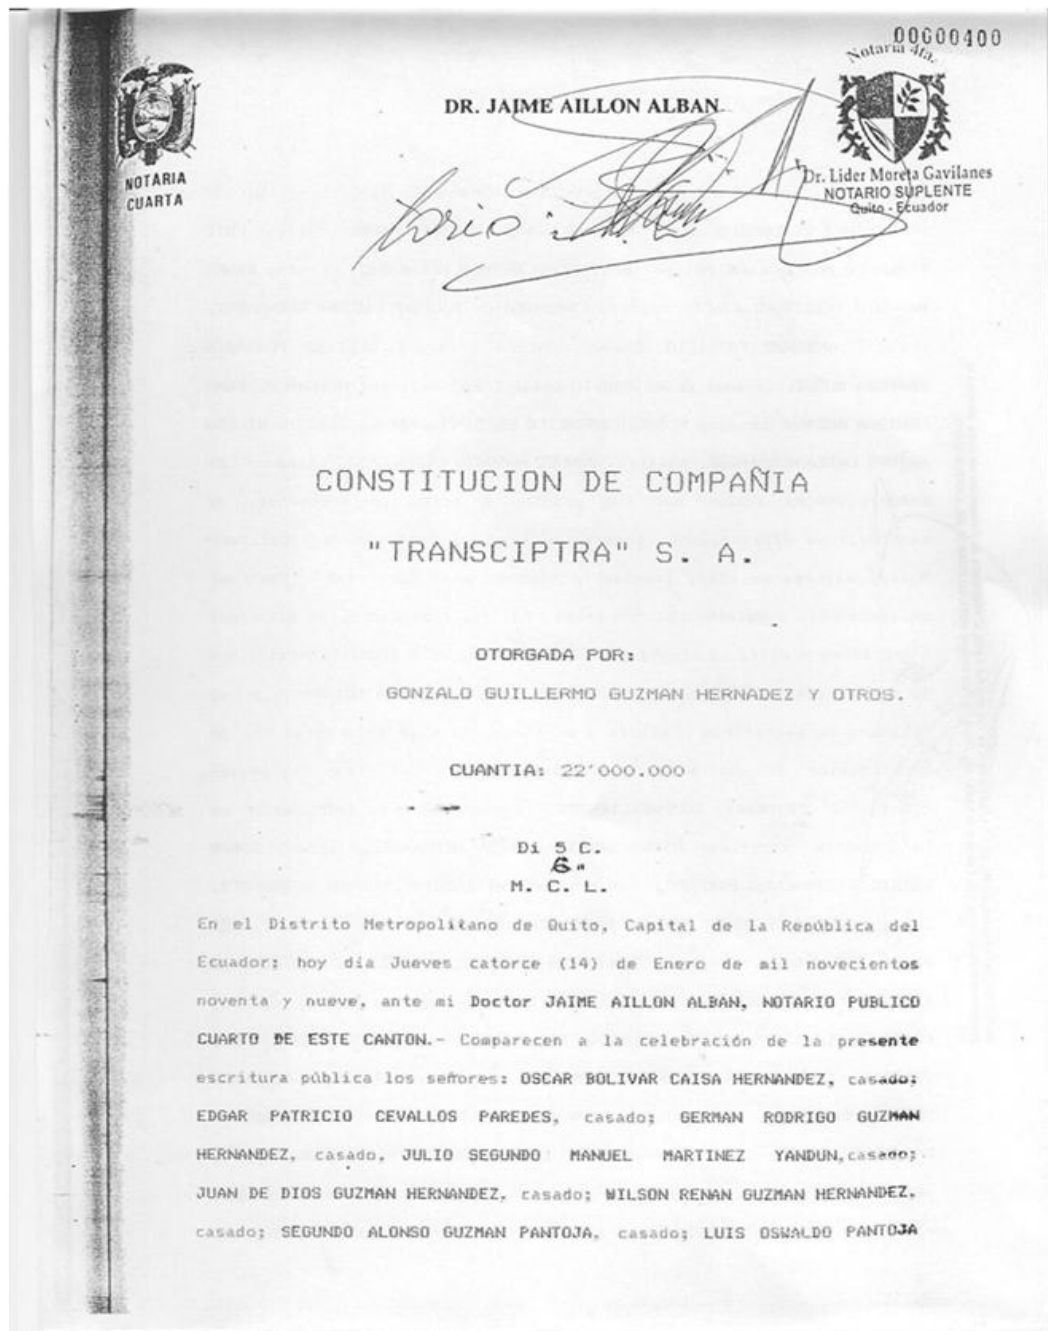 00000400
Notaría 4ta.
DR. JAIME AILLON ALBAN
NOTARIA
CUARTA
Dr. Lider Moreta Gavilanes
NOTARIO SUPLENTE
Quito - Ecuador
CONSTITUCION DE COMPAÑIA
"TRANSCIPTRA" S. A.
OTORGADA POR:
GONZALO GUILLERMO GUZMAN HERNADEZ Y OTROS.
CUANTIA: 22'000.000
Di 5 C.
M. C. L.
En el Distrito Metropolitano de Quito, Capital de la República del
Ecuador; hoy día Jueves catorce (14) de Enero de mil novecientos
noventa y nueve, ante mi Doctor JAIME AILLON ALBAN, NOTARIO PUBLICO
CUARTO DE ESTE CANTON.- Comparecen a la celebración de la presente
escritura pública los señores: OSCAR BOLIVAR CAISA HERNANDEZ, casado;
EDGAR PATRICIO CEVALLOS PAREDES, casado; GERMAN RODRIGO GUZMAN
HERNANDEZ, casado, JULIO SEGUNDO MANUEL MARTINEZ YANDUN,casado;
JUAN DE DIOS GUZMAN HERNANDEZ, casado; WILSON RENAN GUZMAN HERNANDEZ,
casado; SEGUNDO ALONSO GUZMAN PANTOJA, casado; LUIS OSWALDO PANTOJA